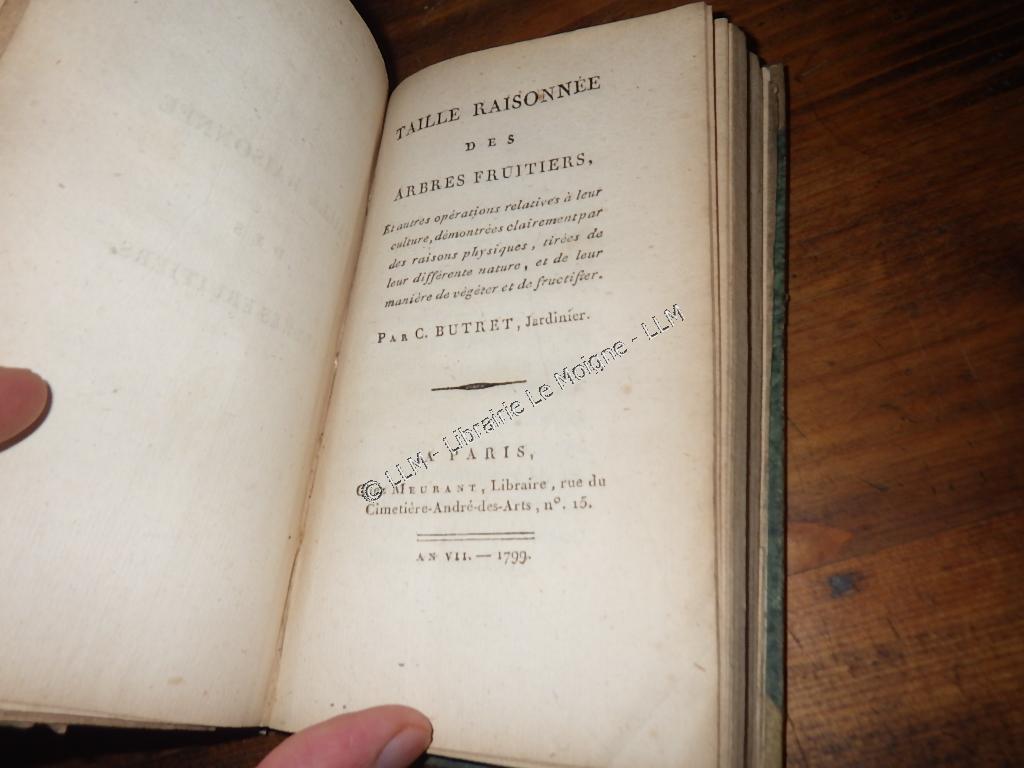 TAILLE RAISONNÉE
DES
ARBRES FRUITIERS,
Et autres opérations relatives à leur
culture, démontrées clairement par
des raisons physiques, tirées de
leur différente nature, et de leur
manière de végéter et de fructifier.
PAR C. BUTRET, Jardinier.
© LLM - Librairie Le Moigne - LLM
A PARIS,
Chez MEURANT, Libraire, rue du
Cimetière-André-des-Arts, n°. 15.
AN VII. — 1799.